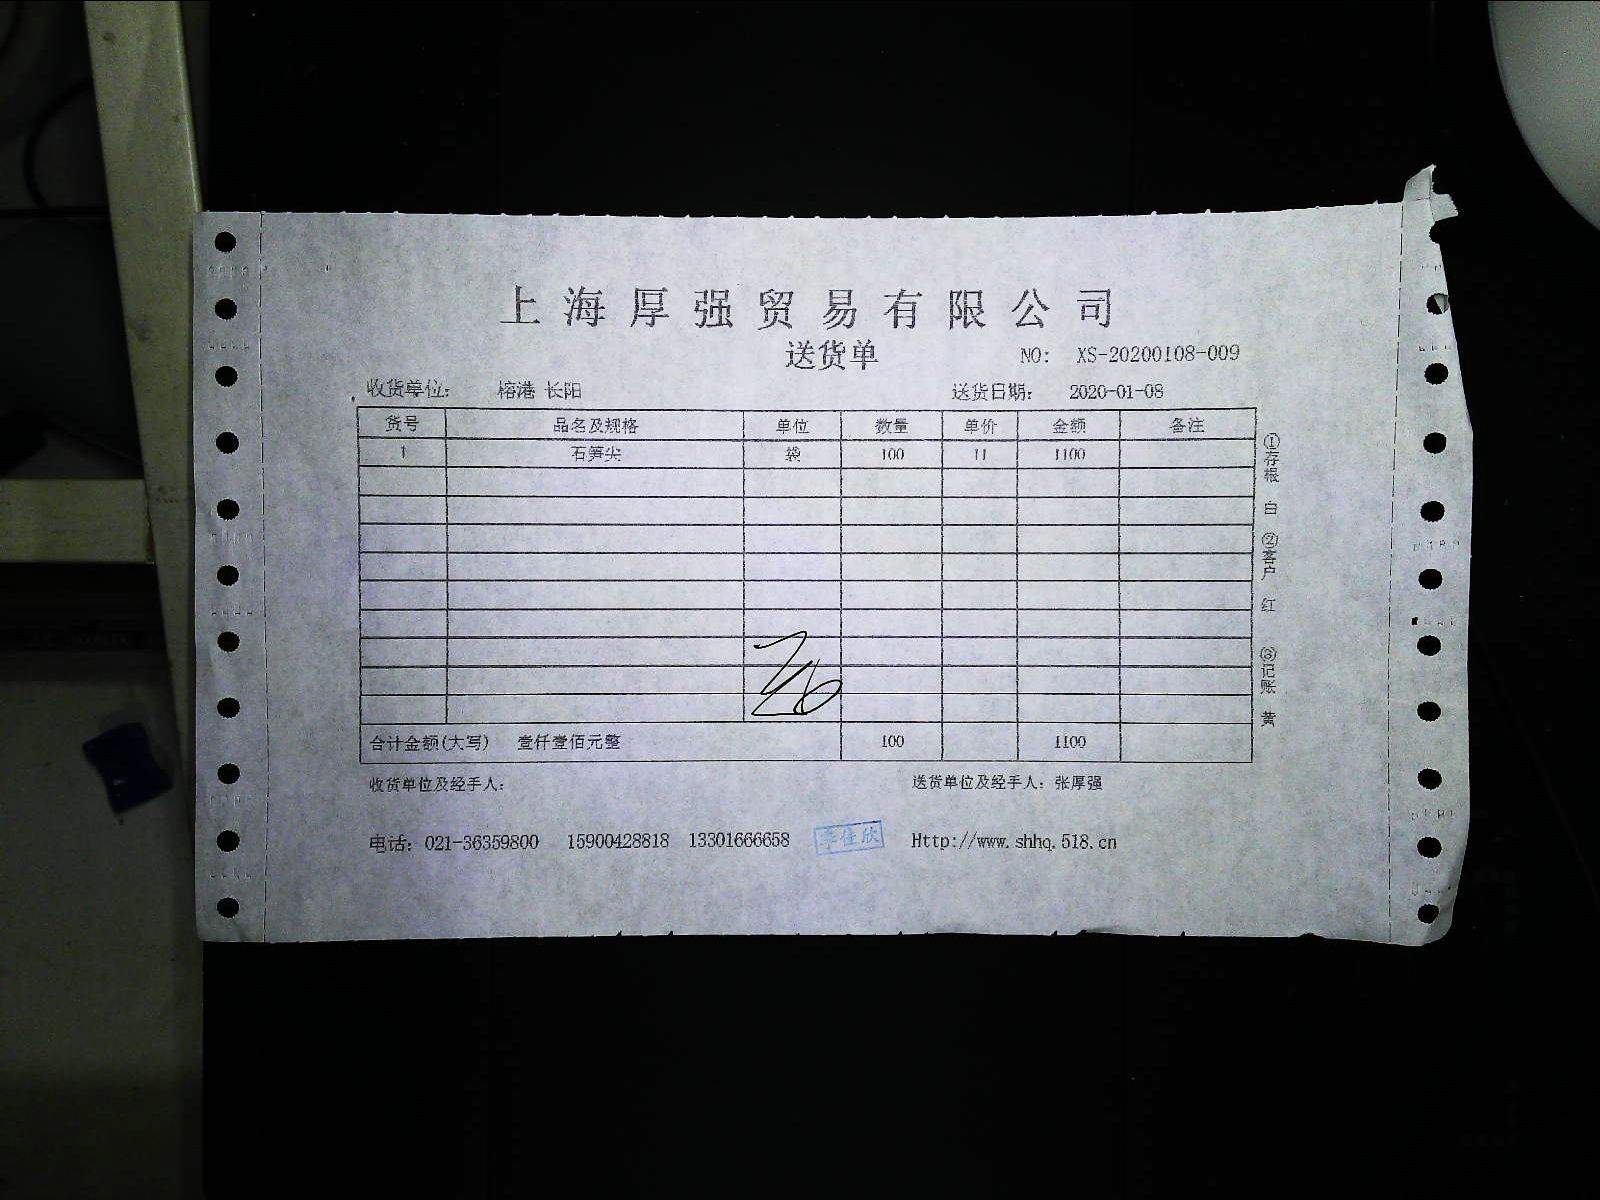 上海厚强贸易有限公司
送货单 NO: XS-20200108-009
收货单位: 榕港 长阳 送货日期: 2020-01-08
货号 品名及规格 单位 数量 单价 金额 备注
1 石笋尖 袋 100 11 1100
合计金额(大写) 壹仟壹佰元整 100 1100
收货单位及经手人: 送货单位及经手人: 张厚强
电话: 021-36359800 15900428818 13301666658 李佳欣 Http://www.shhq.518.cn
①存根 白 ②客户 红 ③记账 黄